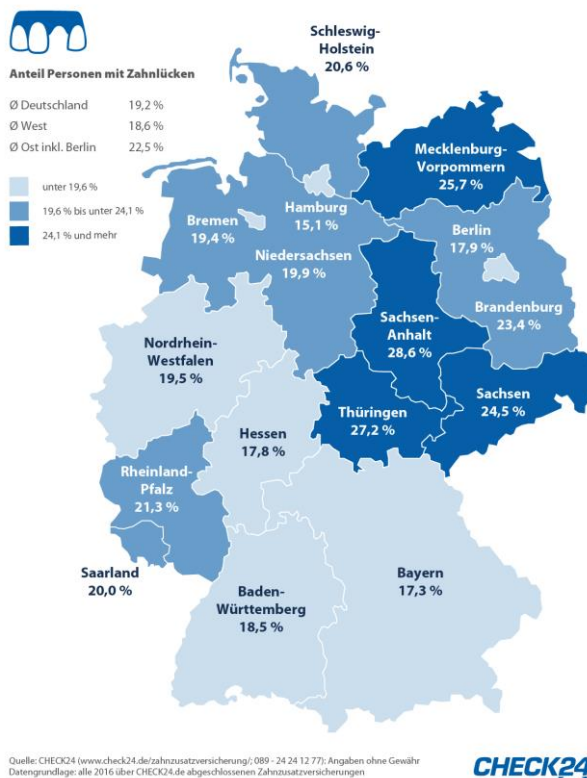 Anteil Personen mit Zahnlücken
Ø Deutschland 19,2 %
Ø West 18,6 %
Ø Ost inkl. Berlin 22,5 %
unter 19,6 %
19,6 % bis unter 24,1 %
24,1 % und mehr
Schleswig-
Holstein
20,6 %
Mecklenburg-
Vorpommern
25,7 %
Hamburg
15,1 %
Bremen
19,4 %
Niedersachsen
19,9 %
Berlin
17,9 %
Brandenburg
23,4 %
Sachsen-
Anhalt
28,6 %
Nordrhein-
Westfalen
19,5 %
Sachsen
24,5 %
Thüringen
27,2 %
Hessen
17,8 %
Rheinland-
Pfalz
21,3 %
Saarland
20,0 %
Baden-
Württemberg
18,5 %
Bayern
17,3 %
Quelle: CHECK24 (www.check24.de/zahnzusatzversicherung/; 089 - 24 24 12 77); Angaben ohne Gewähr
Datengrundlage: alle 2016 über CHECK24.de abgeschlossenen Zahnzusatzversicherungen
CHECK24